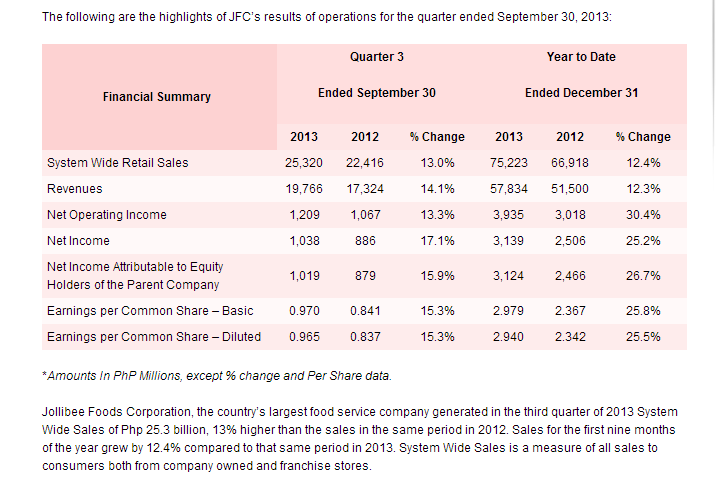 The following are the highlights of JFC's results of operations for the quarter ended September 30, 2013:
Financial Summary
Quarter 3 Year to Date
Ended September 30 Ended December 31
2013 2012 % Change 2013 2012 % Change
System Wide Retail Sales 25,320 22,416 13.0% 75,223 66,918 12.4%
Revenues 19,766 17,324 14.1% 57,834 51,500 12.3%
Net Operating Income 1,209 1,067 13.3% 3,935 3,018 30.4%
Net Income 1,038 886 17.1% 3,139 2,506 25.2%
Net Income Attributable to Equity
Holders of the Parent Company 1,019 879 15.9% 3,124 2,466 26.7%
Earnings per Common Share – Basic 0.970 0.841 15.3% 2.979 2.367 25.8%
Earnings per Common Share – Diluted 0.965 0.837 15.3% 2.940 2.342 25.5%
*Amounts In PhP Millions, except % change and Per Share data.
Jollibee Foods Corporation, the country's largest food service company generated in the third quarter of 2013 System
Wide Sales of Php 25.3 billion, 13% higher than the sales in the same period in 2012. Sales for the first nine months
of the year grew by 12.4% compared to that same period in 2013. System Wide Sales is a measure of all sales to
consumers both from company owned and franchise stores.